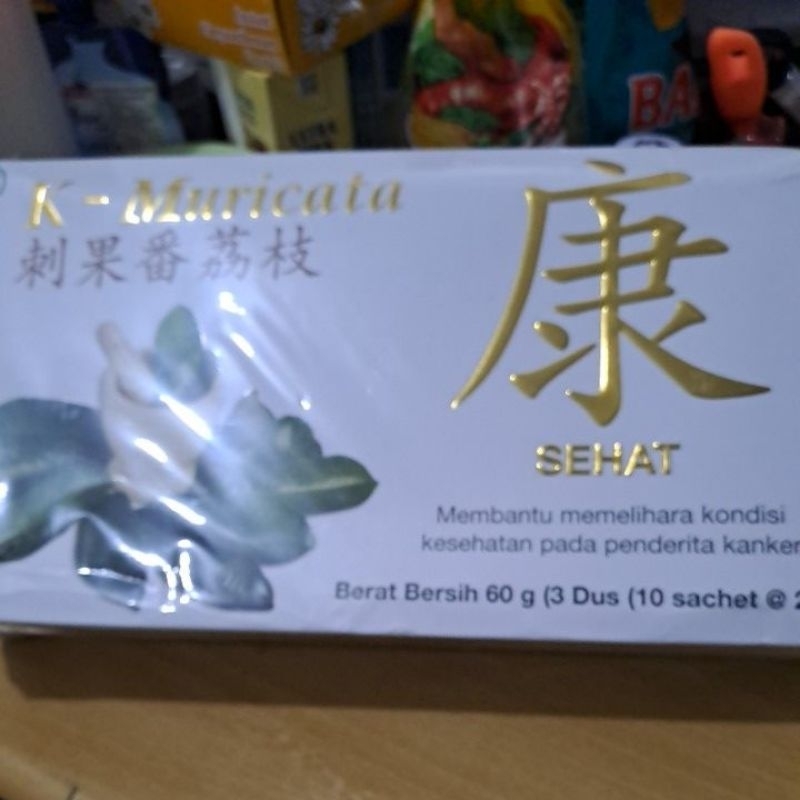 BA
K - Muricata
刺果番荔枝
康
SEHAT
Membantu memelihara kondisi
kesehatan pada penderita kanker
Berat Bersih 60 g (3 Dus (10 sachet @ 2